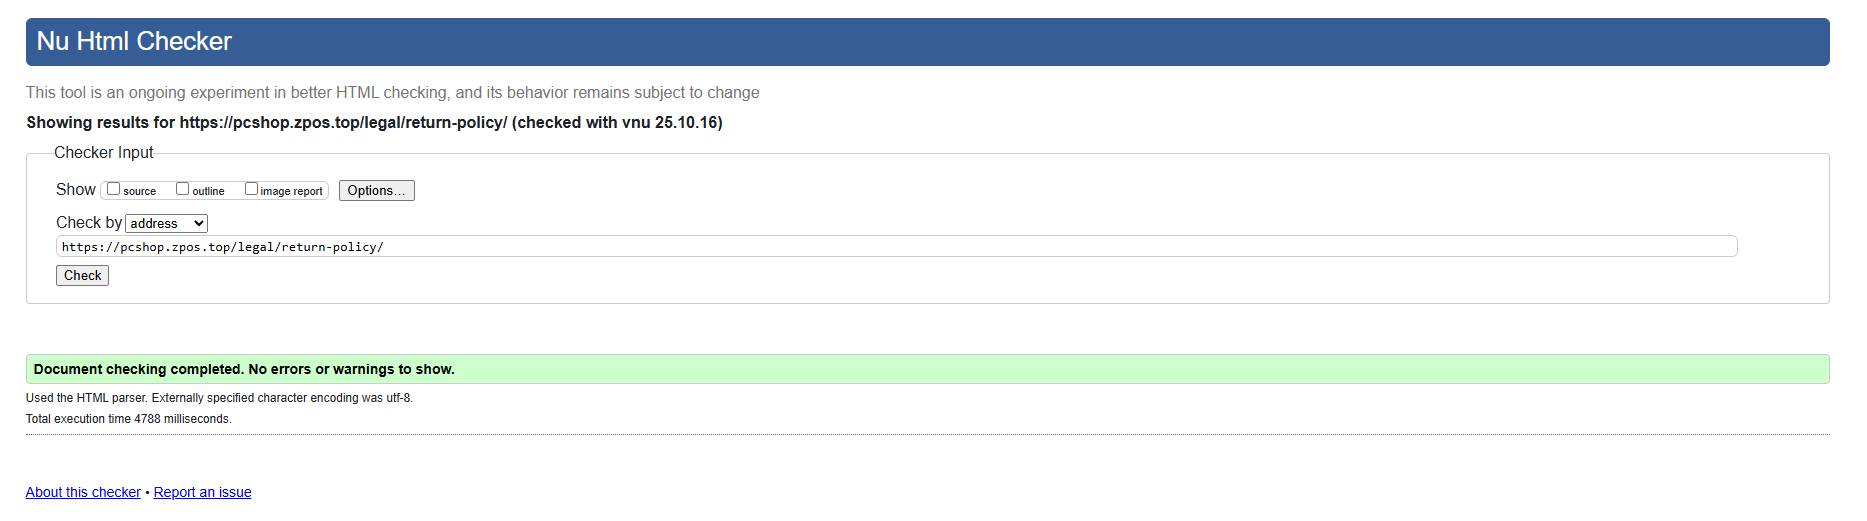 Nu Html Checker
This tool is an ongoing experiment in better HTML checking, and its behavior remains subject to change
Showing results for https://pcshop.zpos.top/legal/return-policy/ (checked with vnu 25.10.16)
Checker Input
Show source outline image report Options...
Check by address
https://pcshop.zpos.top/legal/return-policy/
Check
Document checking completed. No errors or warnings to show.
Used the HTML parser. Externally specified character encoding was utf-8.
Total execution time 4788 milliseconds.
About this checker • Report an issue